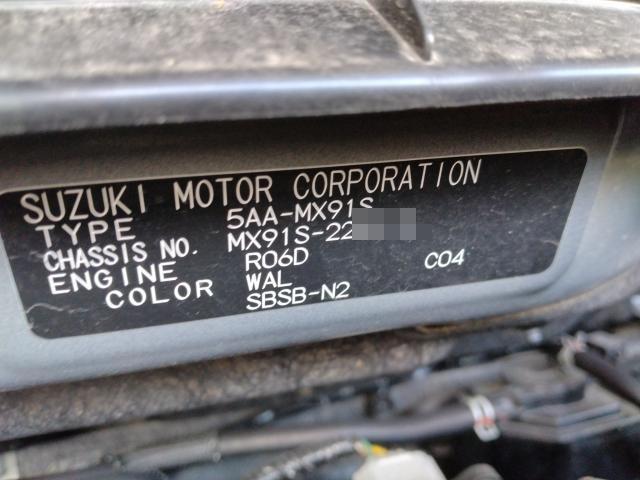 SUZUKI MOTOR CORPORATION
TYPE 5AA-MX91S
CHASSIS NO. MX91S-22
ENGINE R06D C04
COLOR WAL
SBSB-N2